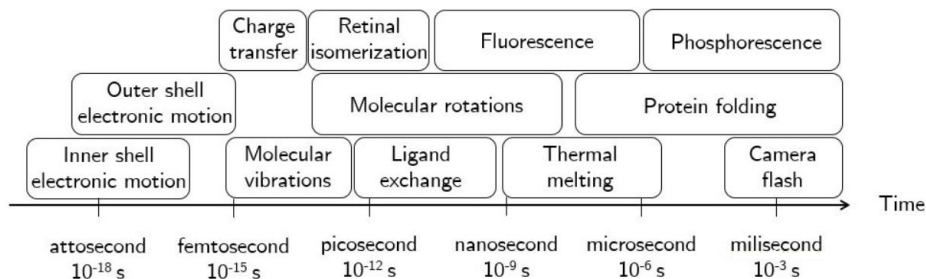 Charge
transfer
Retinal
isomerization
Fluorescence
Phosphorescence
Outer shell
electronic motion
Molecular rotations
Protein folding
Inner shell
electronic motion
Molecular
vibrations
Ligand
exchange
Thermal
melting
Camera
flash
Time
attosecond
10⁻¹⁸ s
femtosecond
10⁻¹⁵ s
picosecond
10⁻¹² s
nanosecond
10⁻⁹ s
microsecond
10⁻⁶ s
milisecond
10⁻³ s